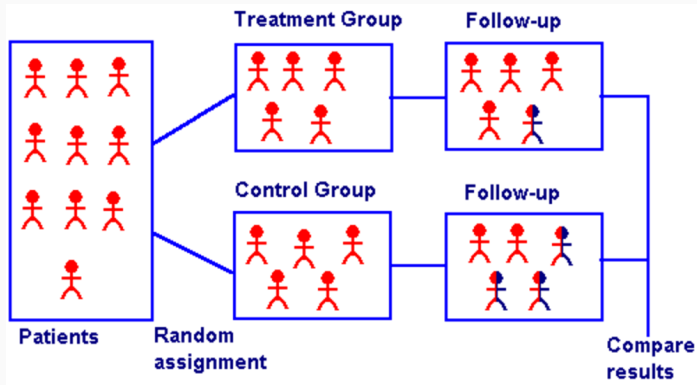 Treatment Group
Follow-up
Control Group
Follow-up
Patients
Random
assignment
Compare
results